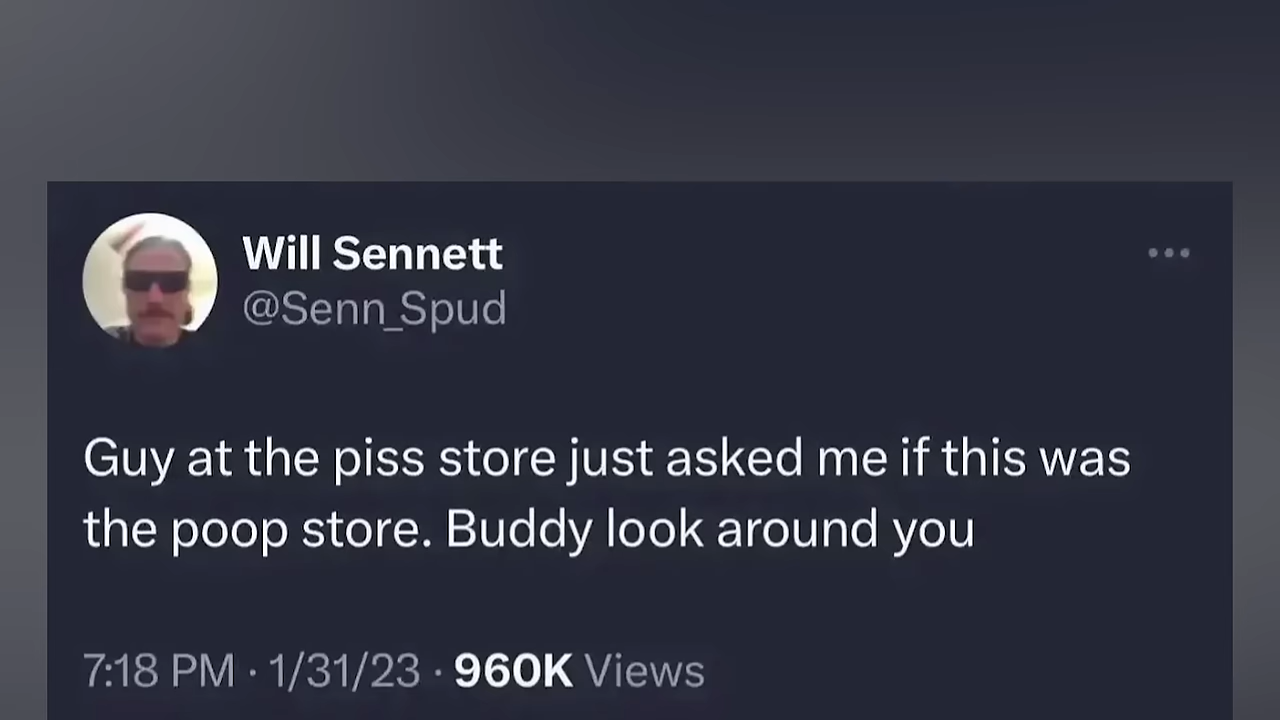 Will Sennett
@Senn_Spud
Guy at the piss store just asked me if this was
the poop store. Buddy look around you
7:18 PM · 1/31/23 · 960K Views